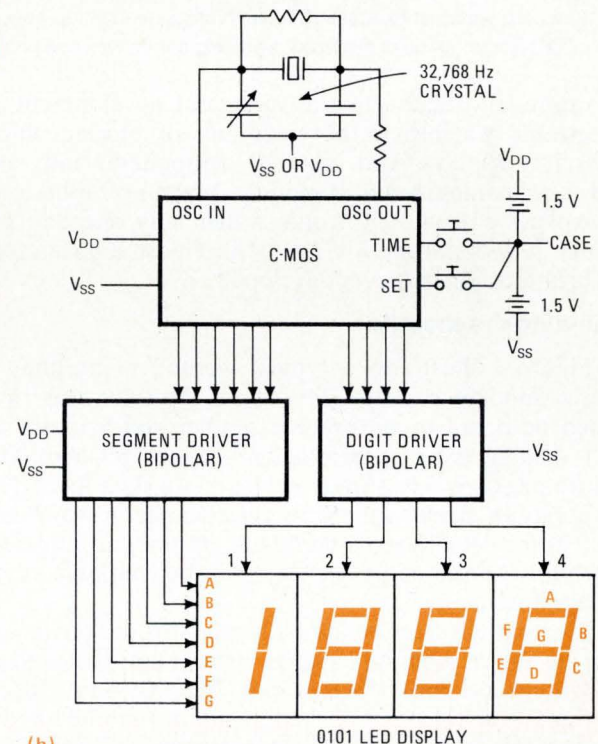 32,768 Hz
CRYSTAL
VSS OR VDD
OSC IN
OSC OUT
C-MOS
VDD
VSS
TIME
SET
VDD
1.5 V
CASE
1.5 V
VSS
VDD
VSS
SEGMENT DRIVER
(BIPOLAR)
DIGIT DRIVER
(BIPOLAR)
VSS
1
2
3
4
A
B
C
D
E
F
G
A
F
G
B
E
D
C
0101 LED DISPLAY